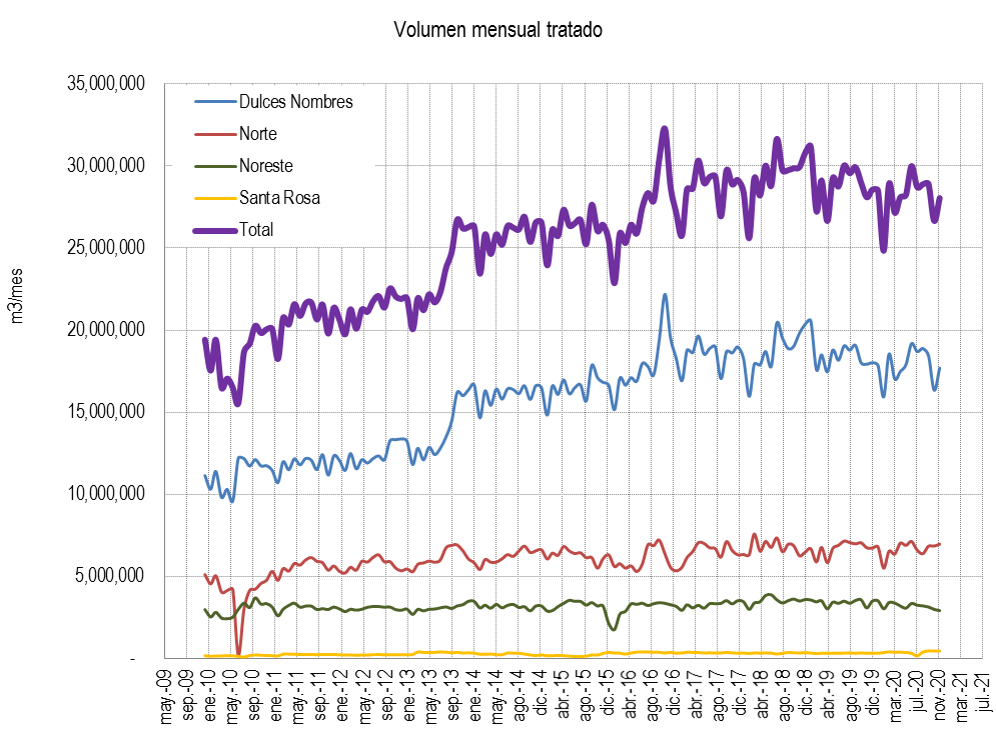 Volumen mensual tratado
35,000,000
30,000,000
25,000,000
20,000,000
15,000,000
10,000,000
5,000,000
-
m3/mes
Dulces Nombres
Norte
Noreste
Santa Rosa
Total
may.-09
sep.-09
ene.-10
may.-10
sep.-10
ene.-11
may.-11
sep.-11
ene.-12
may.-12
sep.-12
ene.-13
may.-13
sep.-13
ene.-14
may.-14
ago.-14
dic.-14
abr.-15
ago.-15
dic.-15
abr.-16
ago.-16
dic.-16
abr.-17
ago.-17
dic.-17
abr.-18
ago.-18
dic.-18
abr.-19
ago.-19
dic.-19
mar.-20
jul.-20
nov.-20
mar.-21
jul.-21